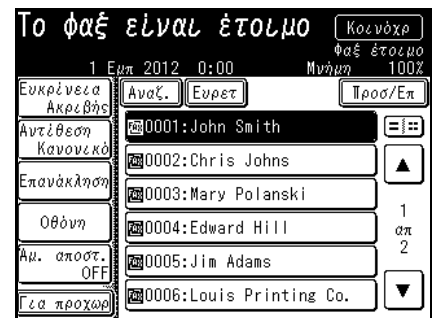 Το φαξ είναι έτοιμο
Κοινόχρ
Φαξ έτοιμο
1 Εμπ 2012 0:00
Μνήμη 100%
Ευκρίνεια
Ακριβής
Αναζ.
Ευρετ
Προσ/Επ
Αντίθεση
Κανονικό
Επανάκληση
Οθόνη
Αμ. αποστ.
OFF
Για προχωρ
0001:John Smith
0002:Chris Johns
0003:Mary Polanski
0004:Edward Hill
0005:Jim Adams
0006:Louis Printing Co.
1
απ
2